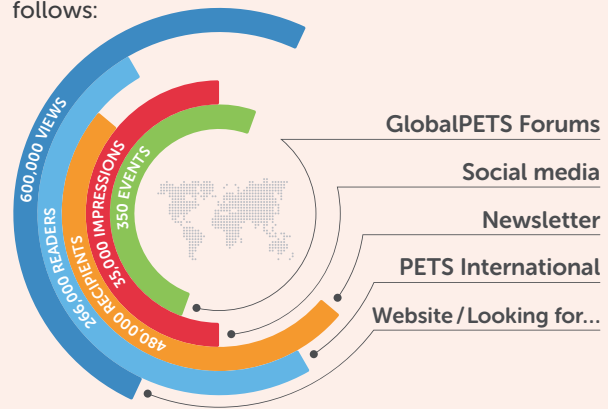 follows:
600,000 VIEWS
266,000 READERS
480,000 RECIPIENTS
35,000 IMPRESSIONS
350 EVENTS
GlobalPETS Forums
Social media
Newsletter
PETS International
Website / Looking for...